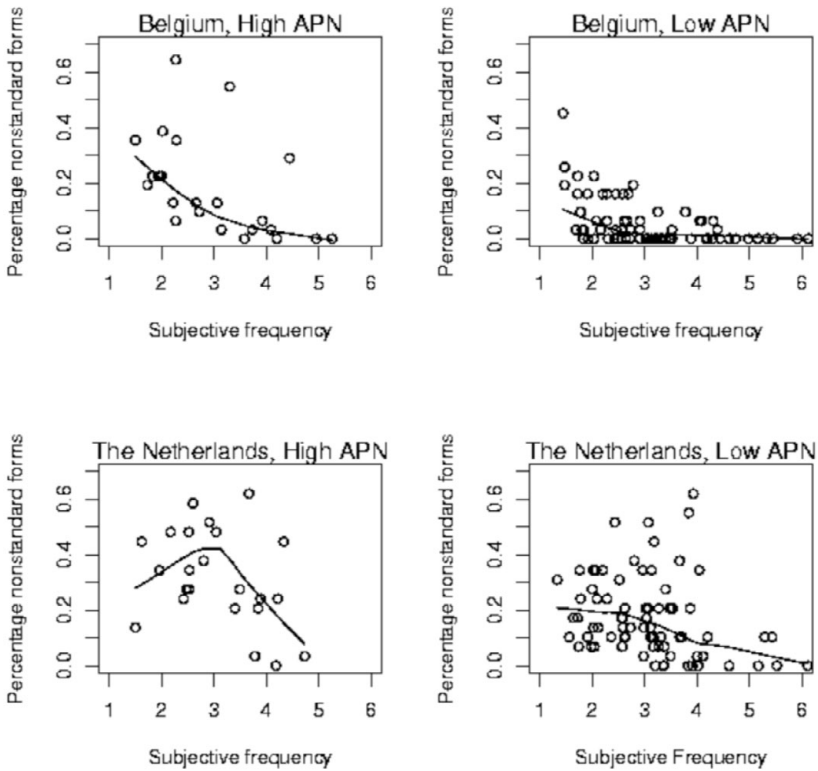 Belgium, High APN
Percentage nonstandard forms
0.0 0.2 0.4 0.6
1 2 3 4 5 6
Subjective frequency
Belgium, Low APN
Percentage nonstandard forms
0.0 0.2 0.4 0.6
1 2 3 4 5 6
Subjective frequency
The Netherlands, High APN
Percentage nonstandard forms
0.0 0.2 0.4 0.6
1 2 3 4 5 6
Subjective frequency
The Netherlands, Low APN
Percentage nonstandard forms
0.0 0.2 0.4 0.6
1 2 3 4 5 6
Subjective Frequency